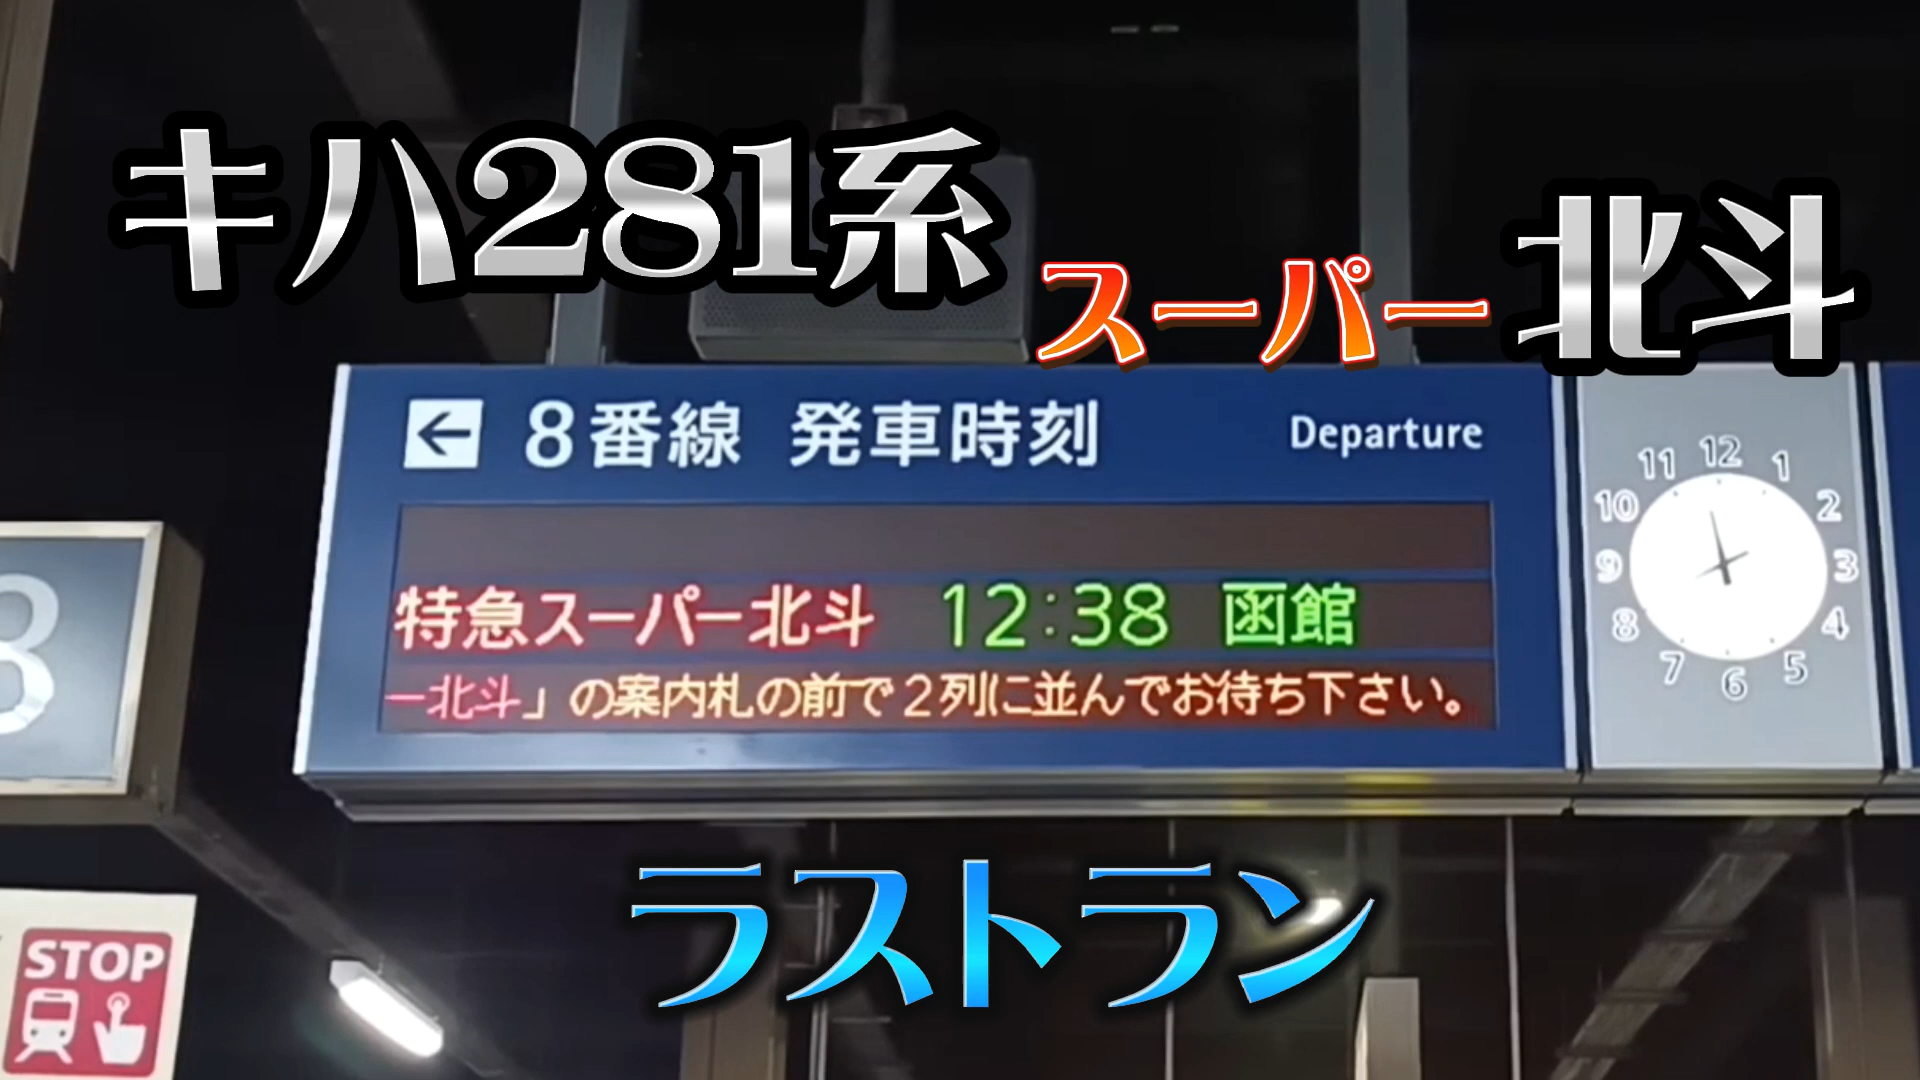 キハ281系
スーパー北斗
8番線 発車時刻 Departure
特急スーパー北斗 12:38 函館
ー北斗」の案内札の前で2列に並んでお待ち下さい。
12
1
2
3
4
5
6
7
8
9
10
11
8
STOP
ラストラン